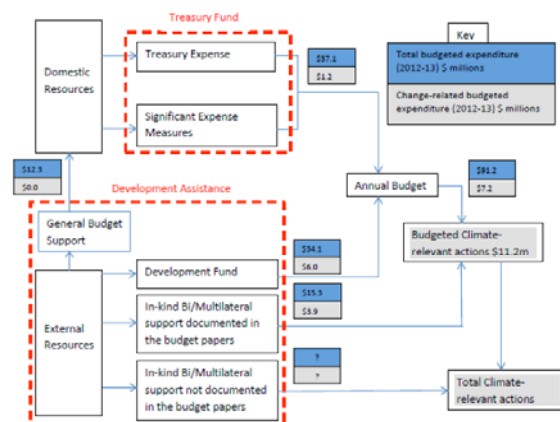 Treasury Fund
Key
Total budgeted expenditure
(2012-13) $ millions
Change-related budgeted
expenditure (2012-13) $ millions
Domestic
Resources
Treasury Expense
Significant Expense
Measures
$57.1
$1.2
$12.3
$0.0
Annual Budget
$91.2
$7.2
Development Assistance
General Budget
Support
Budgeted Climate-
relevant actions $11.2m
External
Resources
Development Fund
$34.1
$6.0
In-kind Bi/Multilateral
support documented in
the budget papers
$15.3
$3.9
In-kind Bi/Multilateral
support not documented
in the budget papers
?
?
Total Climate-
relevant actions